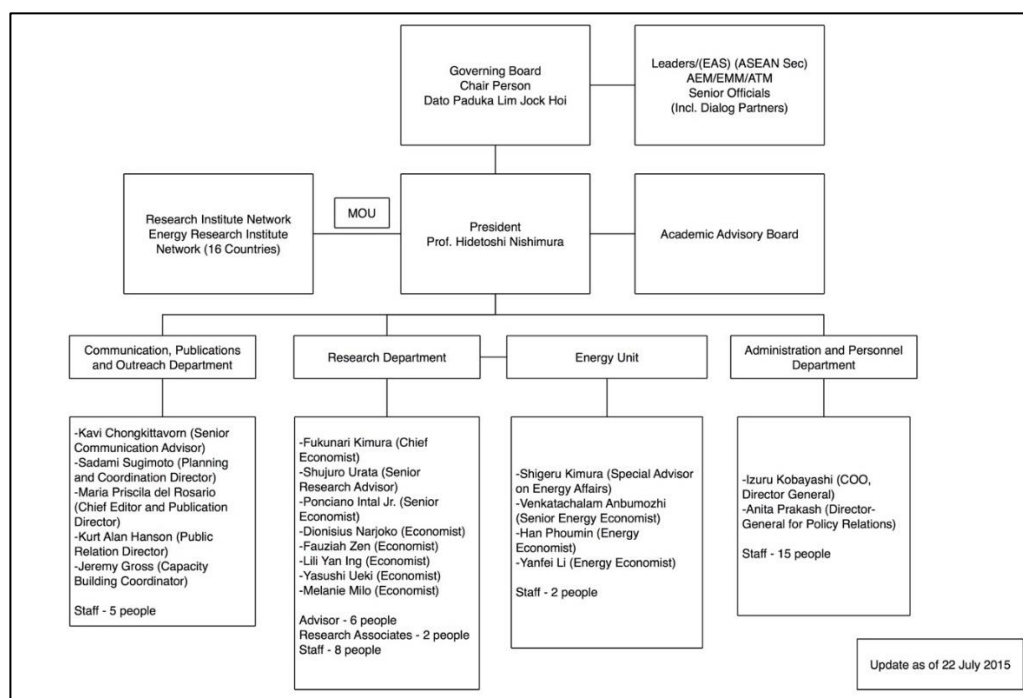 Governing Board
Chair Person
Dato Paduka Lim Jock Hoi
Leaders/(EAS) (ASEAN Sec)
AEM/EMM/ATM
Senior Officials
(Incl. Dialog Partners)
Research Institute Network
Energy Research Institute
Network (16 Countries)
MOU
President
Prof. Hidetoshi Nishimura
Academic Advisory Board
Communication, Publications
and Outreach Department
Research Department
Energy Unit
Administration and Personnel
Department
-Kavi Chongkittavorn (Senior
Communication Advisor)
-Sadami Sugimoto (Planning
and Coordination Director)
-Maria Priscila del Rosario
(Chief Editor and Publication
Director)
-Kurt Alan Hanson (Public
Relation Director)
-Jeremy Gross (Capacity
Building Coordinator)
Staff - 5 people
-Fukunari Kimura (Chief
Economist)
-Shujuro Urata (Senior
Research Advisor)
-Ponciano Intal Jr. (Senior
Economist)
-Dionisius Narjoko (Economist)
-Fauziah Zen (Economist)
-Lili Yan Ing (Economist)
-Yasushi Ueki (Economist)
-Melanie Milo (Economist)
Advisor - 6 people
Research Associates - 2 people
Staff - 8 people
-Shigeru Kimura (Special Advisor
on Energy Affairs)
-Venkatachalam Anbumozhi
(Senior Energy Economist)
-Han Phoumin (Energy
Economist)
-Yanfei Li (Energy Economist)
Staff - 2 people
-Izuru Kobayashi (COO,
Director General)
-Anita Prakash (Director-
General for Policy Relations)
Staff - 15 people
Update as of 22 July 2015